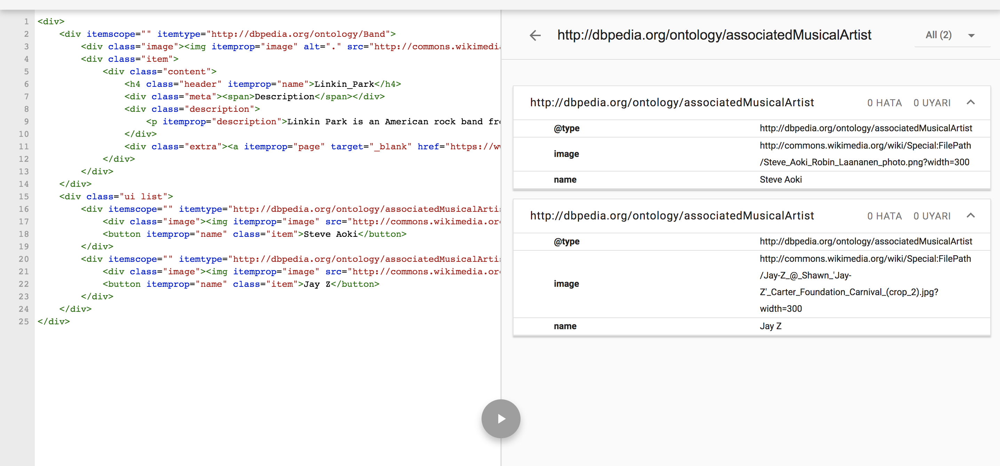 1 <div>
2 <div itemscope="" itemtype="http://dbpedia.org/ontology/Band">
3 <div class="image"><img itemprop="image" alt="." src="http://commons.wikimedia
4 <div class="item">
5 <div class="content">
6 <h4 class="header" itemprop="name">Linkin_Park</h4>
7 <div class="meta"><span>Description</span></div>
8 <div class="description">
9 <p itemprop="description">Linkin Park is an American rock band fro
10 </div>
11 <div class="extra"><a itemprop="page" target="_blank" href="https://w
12 </div>
13 </div>
14 </div>
15 <div class="ui list">
16 <div itemscope="" itemtype="http://dbpedia.org/ontology/associatedMusicalArtis
17 <div class="image"><img itemprop="image" src="http://commons.wikimedia.or
18 <button itemprop="name" class="item">Steve Aoki</button>
19 </div>
20 <div itemscope="" itemtype="http://dbpedia.org/ontology/associatedMusicalArtis
21 <div class="image"><img itemprop="image" src="http://commons.wikimedia.or
22 <button itemprop="name" class="item">Jay Z</button>
23 </div>
24 </div>
25 </div>
http://dbpedia.org/ontology/associatedMusicalArtist All (2)
http://dbpedia.org/ontology/associatedMusicalArtist 0 HATA 0 UYARI
@type http://dbpedia.org/ontology/associatedMusicalArtist
image http://commons.wikimedia.org/wiki/Special:FilePath
/Steve_Aoki_Robin_Laananen_photo.png?width=300
name Steve Aoki
http://dbpedia.org/ontology/associatedMusicalArtist 0 HATA 0 UYARI
@type http://dbpedia.org/ontology/associatedMusicalArtist
image http://commons.wikimedia.org/wiki/Special:FilePath
/Jay-Z_@_Shawn_'Jay-
Z'_Carter_Foundation_Carnival_(crop_2).jpg?
width=300
name Jay Z